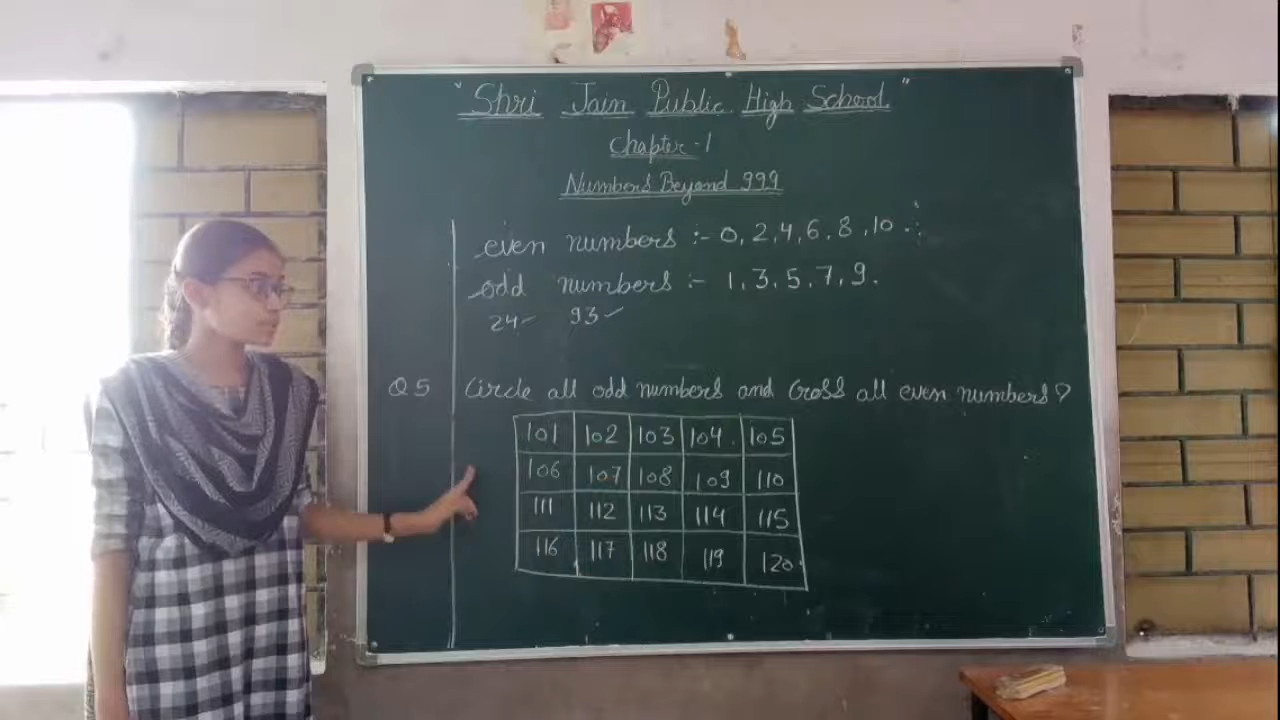 "Shri Jain Public High School"
Chapter -1
Numbers Beyond 999
even numbers :- 0, 2, 4, 6, 8, 10 ...
odd numbers :- 1, 3, 5, 7, 9.
24 93
Q5 Circle all odd numbers and Cross all even numbers?
101 102 103 104 105
106 107 108 109 110
111 112 113 114 115
116 117 118 119 120